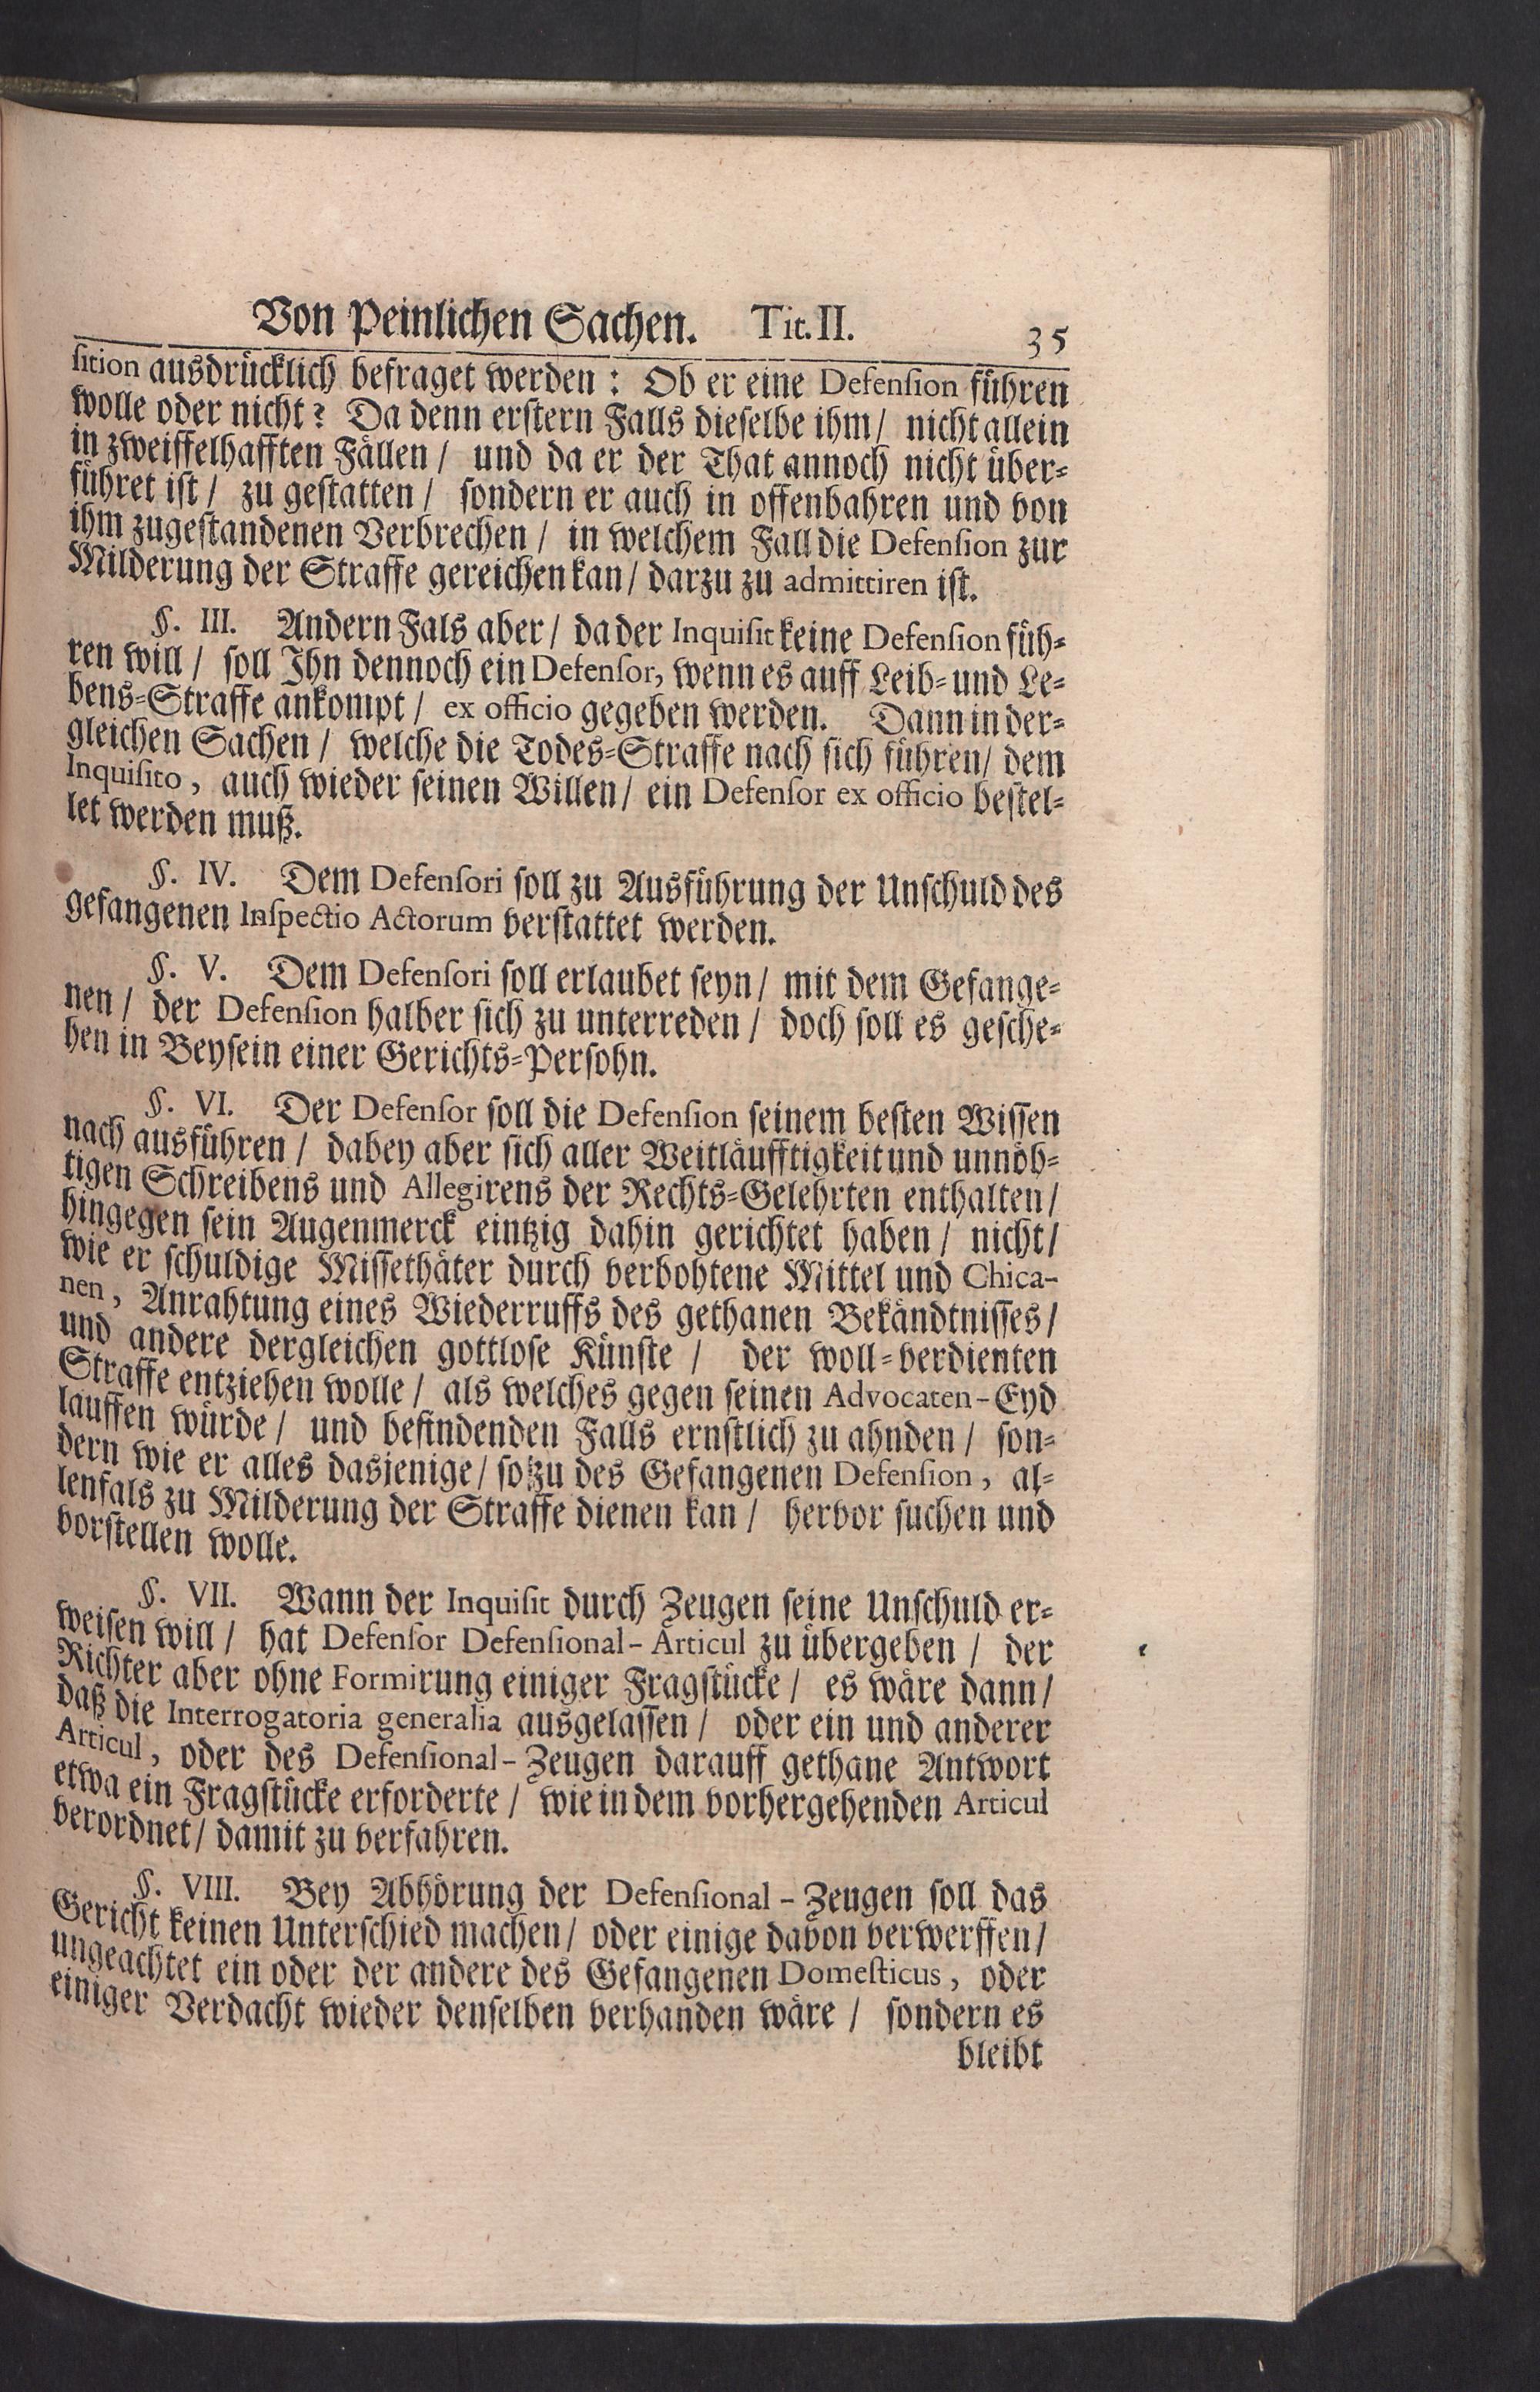 Von Peinlichen Sachen. Tit. II. 35
sition ausdrücklich befraget werden : Ob er eine Defension führen
wolle oder nicht? Da denn erstern Falls dieselbe ihm / nicht allein
in zweiffelhafften Fällen / und da er der That annoch nicht über-
führet ist / zu gestatten / sondern er auch in offenbahren und von
ihm zugestandenen Verbrechen / in welchem Fall die Defension zur
Milderung der Straffe gereichen kan / darzu zu admittiren ist.
§. III. Andern Fals aber / da der Inquisit keine Defension füh-
ren will / soll Ihn dennoch ein Defensor, wenn es auff Leib- und Le-
bens-Straffe ankompt / ex officio gegeben werden. Dann in der-
gleichen Sachen / welche die Todes-Straffe nach sich führen / dem
Inquisito, auch wieder seinen Willen / ein Defensor ex officio bestel-
let werden muß.
§. IV. Dem Defensori soll zu Ausführung der Unschuld des
gefangenen Inspectio Actorum verstattet werden.
§. V. Dem Defensori soll erlaubet seyn / mit dem Gefange-
nen / der Defension halber sich zu unterreden / doch soll es gesche-
hen in Beysein einer Gerichts-Persohn.
§. VI. Der Defensor soll die Defension seinem besten Wissen
nach ausführen / dabey aber sich aller Weitläufftigkeit und unnöh-
tigen Schreibens und Allegirens der Rechts-Gelehrten enthalten /
hingegen sein Augenmerck eintzig dahin gerichtet haben / nicht /
wie er schuldige Missethäter durch verbohtene Mittel und Chica-
nen, Anrahtung eines Wiederruffs des gethanen Bekändtnisses /
und andere dergleichen gottlose Künste / der woll-verdienten
Straffe entziehen wolle / als welches gegen seinen Advocaten-Eyd
lauffen würde / und befindenden Falls ernstlich zu ahnden / son-
dern wie er alles dasjenige / so zu des Gefangenen Defension, al-
lenfals zu Milderung der Straffe dienen kan / hervor suchen und
vorstellen wolle.
§. VII. Wann der Inquisit durch Zeugen seine Unschuld er-
weisen will / hat Defensor Defensional-Articul zu übergeben / der
Richter aber ohne Formirung einiger Fragstücke / es wäre dann /
daß die Interrogatoria generalia ausgelassen / oder ein und anderer
Articul, oder des Defensional-Zeugen darauff gethane Antwort
etwa ein Fragstücke erforderte / wie in dem vorhergehenden Articul
verordnet / damit zu verfahren.
§. VIII. Bey Abhörung der Defensional-Zeugen soll das
Gericht keinen Unterschied machen / oder einige davon verwerffen /
ungeachtet ein oder der andere des Gefangenen Domesticus, oder
einiger Verdacht wieder denselben verhanden wäre / sondern es
bleibt